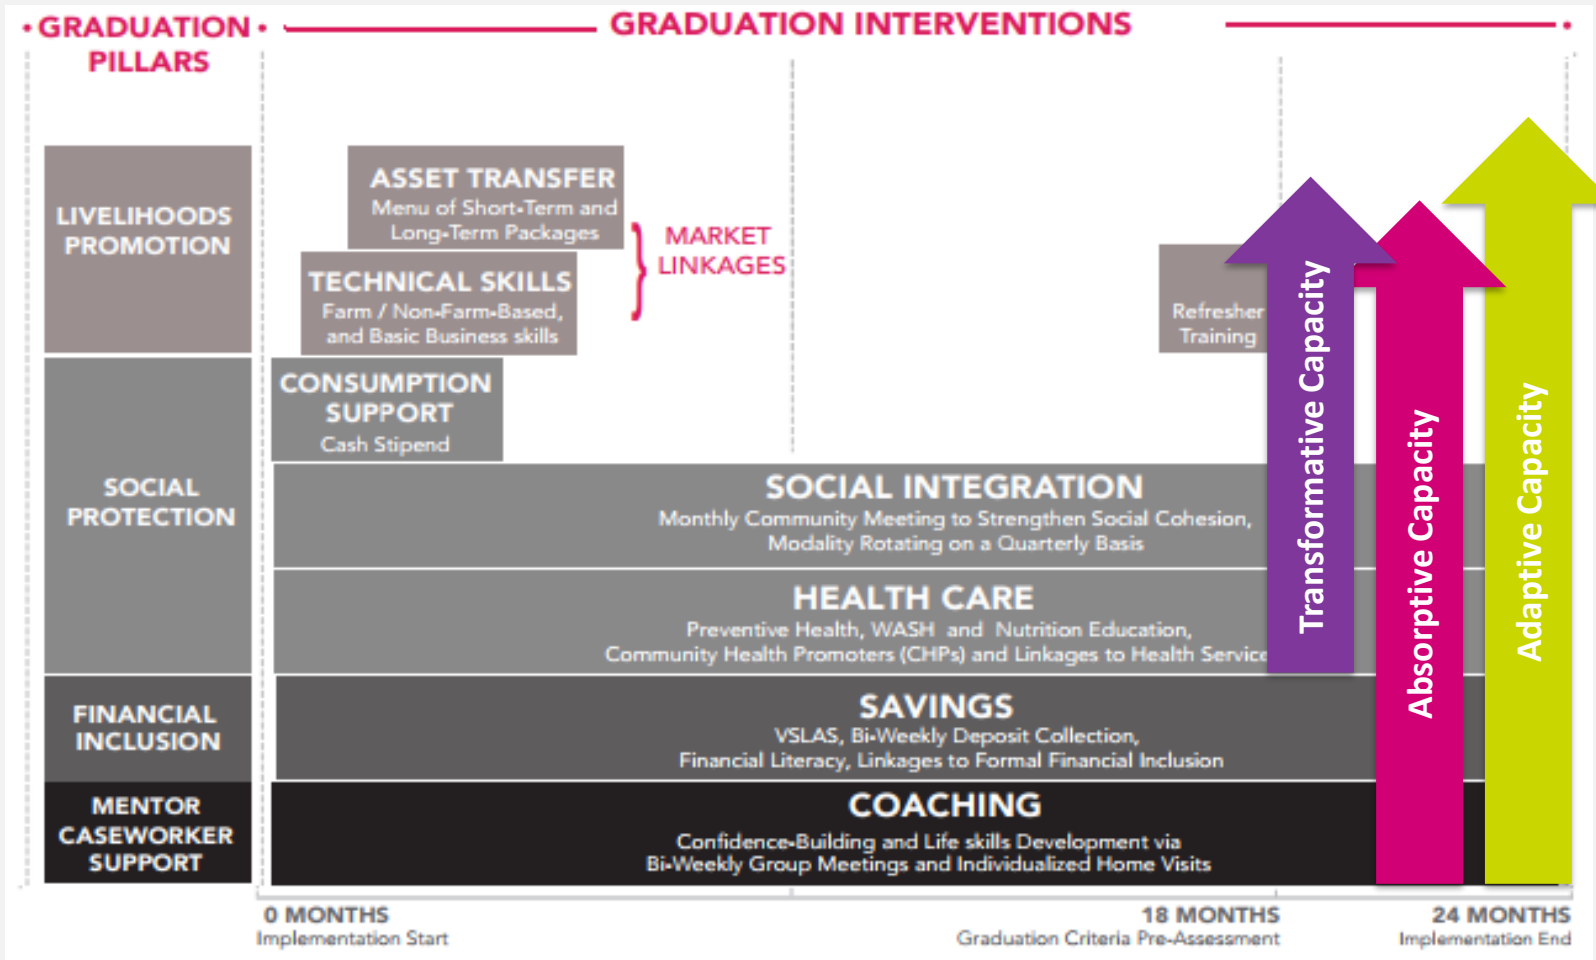 • GRADUATION •
PILLARS
GRADUATION INTERVENTIONS
LIVELIHOODS
PROMOTION
ASSET TRANSFER
Menu of Short-Term and
Long-Term Packages
TECHNICAL SKILLS
Farm / Non-Farm-Based,
and Basic Business skills
MARKET
LINKAGES
Refresher
Training
SOCIAL
PROTECTION
CONSUMPTION
SUPPORT
Cash Stipend
SOCIAL INTEGRATION
Monthly Community Meeting to Strengthen Social Cohesion,
Modality Rotating on a Quarterly Basis
HEALTH CARE
Preventive Health, WASH and Nutrition Education,
Community Health Promoters (CHPs) and Linkages to Health Service
FINANCIAL
INCLUSION
SAVINGS
VSLAS, Bi-Weekly Deposit Collection,
Financial Literacy, Linkages to Formal Financial Inclusion
MENTOR
CASEWORKER
SUPPORT
COACHING
Confidence-Building and Life skills Development via
Bi-Weekly Group Meetings and Individualized Home Visits
Transformative Capacity
Absorptive Capacity
Adaptive Capacity
0 MONTHS
Implementation Start
18 MONTHS
Graduation Criteria Pre-Assessment
24 MONTHS
Implementation End